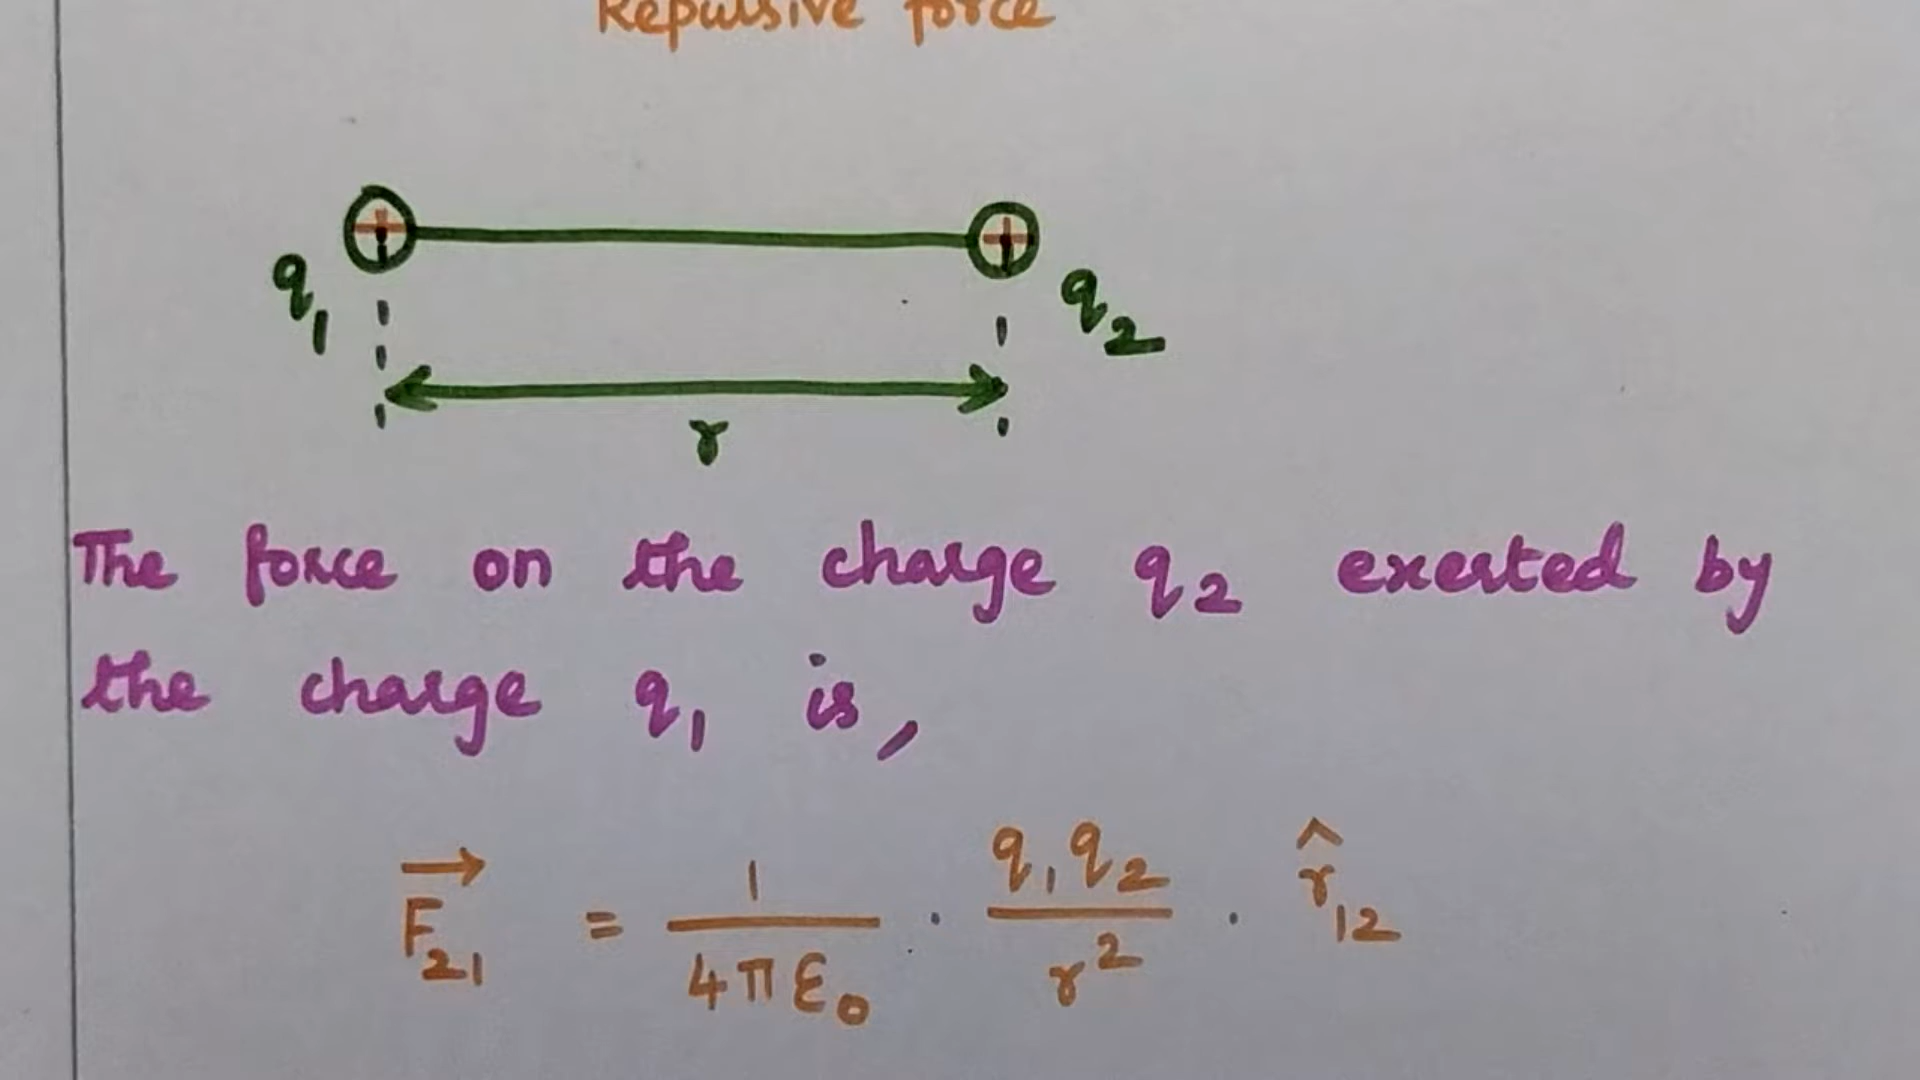 Repulsive force
q₁ q₂
r
The force on the charge q₂ exerted by
the charge q₁ is,
F⃗₂₁ = 1/4πε₀ · q₁q₂/r² · r̂₁₂